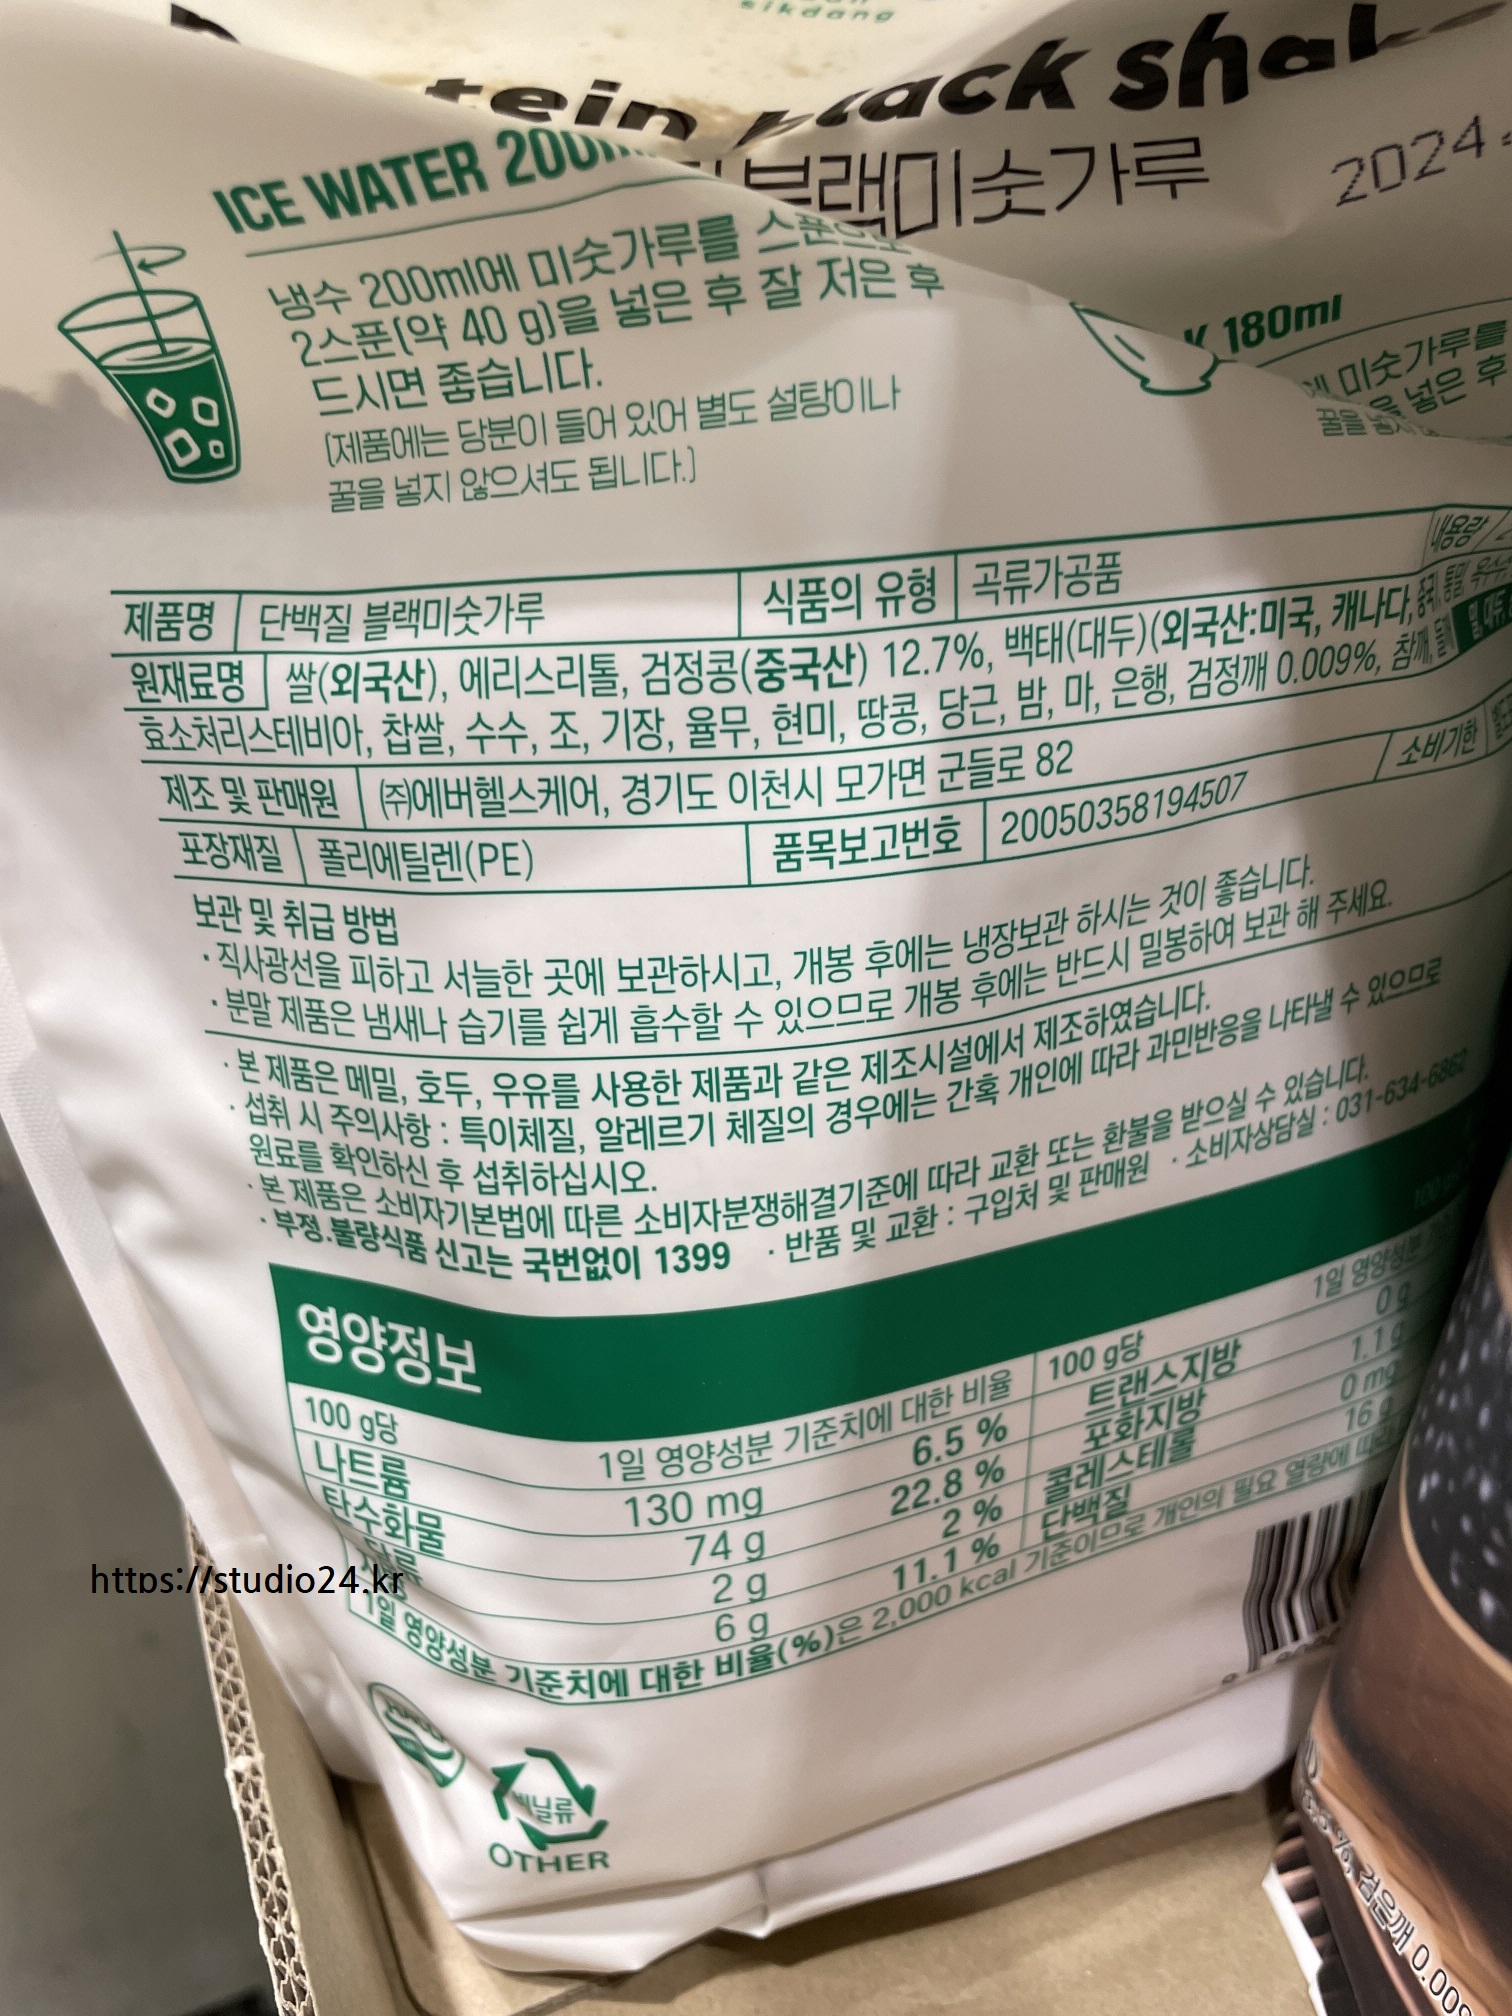 sikdang
tein black shak
블랙미숫가루
2024.
ICE WATER 200m
냉수 200ml에 미숫가루를 스푼으로
2스푼(약 40 g)을 넣은 후 잘 저은 후
드시면 좋습니다.
(제품에는 당분이 들어 있어 별도 설탕이나
꿀을 넣지 않으셔도 됩니다.)
K 180ml
에 미숫가루를
을 넣은 후
꿀을
제품명 단백질 블랙미숫가루 식품의 유형 곡류가공품 내용량
원재료명 쌀(외국산), 에리스리톨, 검정콩(중국산) 12.7%, 백태(대두)(외국산:미국, 캐나다, 중국), 통밀,
효소처리스테비아, 찹쌀, 수수, 조, 기장, 율무, 현미, 땅콩, 당근, 밤, 마, 은행, 검정깨 0.009%, 참깨,
제조 및 판매원 ㈜에버헬스케어, 경기도 이천시 모가면 군들로 82 소비기한
포장재질 폴리에틸렌(PE) 품목보고번호 20050358194507
보관 및 취급 방법
·직사광선을 피하고 서늘한 곳에 보관하시고, 개봉 후에는 냉장보관 하시는 것이 좋습니다.
·분말 제품은 냄새나 습기를 쉽게 흡수할 수 있으므로 개봉 후에는 반드시 밀봉하여 보관 해 주세요.
·본 제품은 메밀, 호두, 우유를 사용한 제품과 같은 제조시설에서 제조하였습니다.
·섭취 시 주의사항 : 특이체질, 알레르기 체질의 경우에는 간혹 개인에 따라 과민반응을 나타낼 수 있으므로
원료를 확인하신 후 섭취하십시오.
·본 제품은 소비자기본법에 따른 소비자분쟁해결기준에 따라 교환 또는 환불을 받으실 수 있습니다.
·부정.불량식품 신고는 국번없이 1399 ·반품 및 교환 : 구입처 및 판매원 ·소비자상담실 : 031-634-6862
영양정보
100 g당 1일 영양성분 기준치에 대한 비율 100 g당 1일 영양성분
나트륨 130 mg 6.5 % 트랜스지방 0 g
탄수화물 74 g 22.8 % 포화지방 1.1 g
당류 2 g 2 % 콜레스테롤 0 mg
6 g 11.1 % 단백질 16 g
1일 영양성분 기준치에 대한 비율(%)은 2,000 kcal 기준이므로 개인의 필요 열량에 따라
https://studio24.kr
비닐류
OTHER
%, 검은깨 0.009